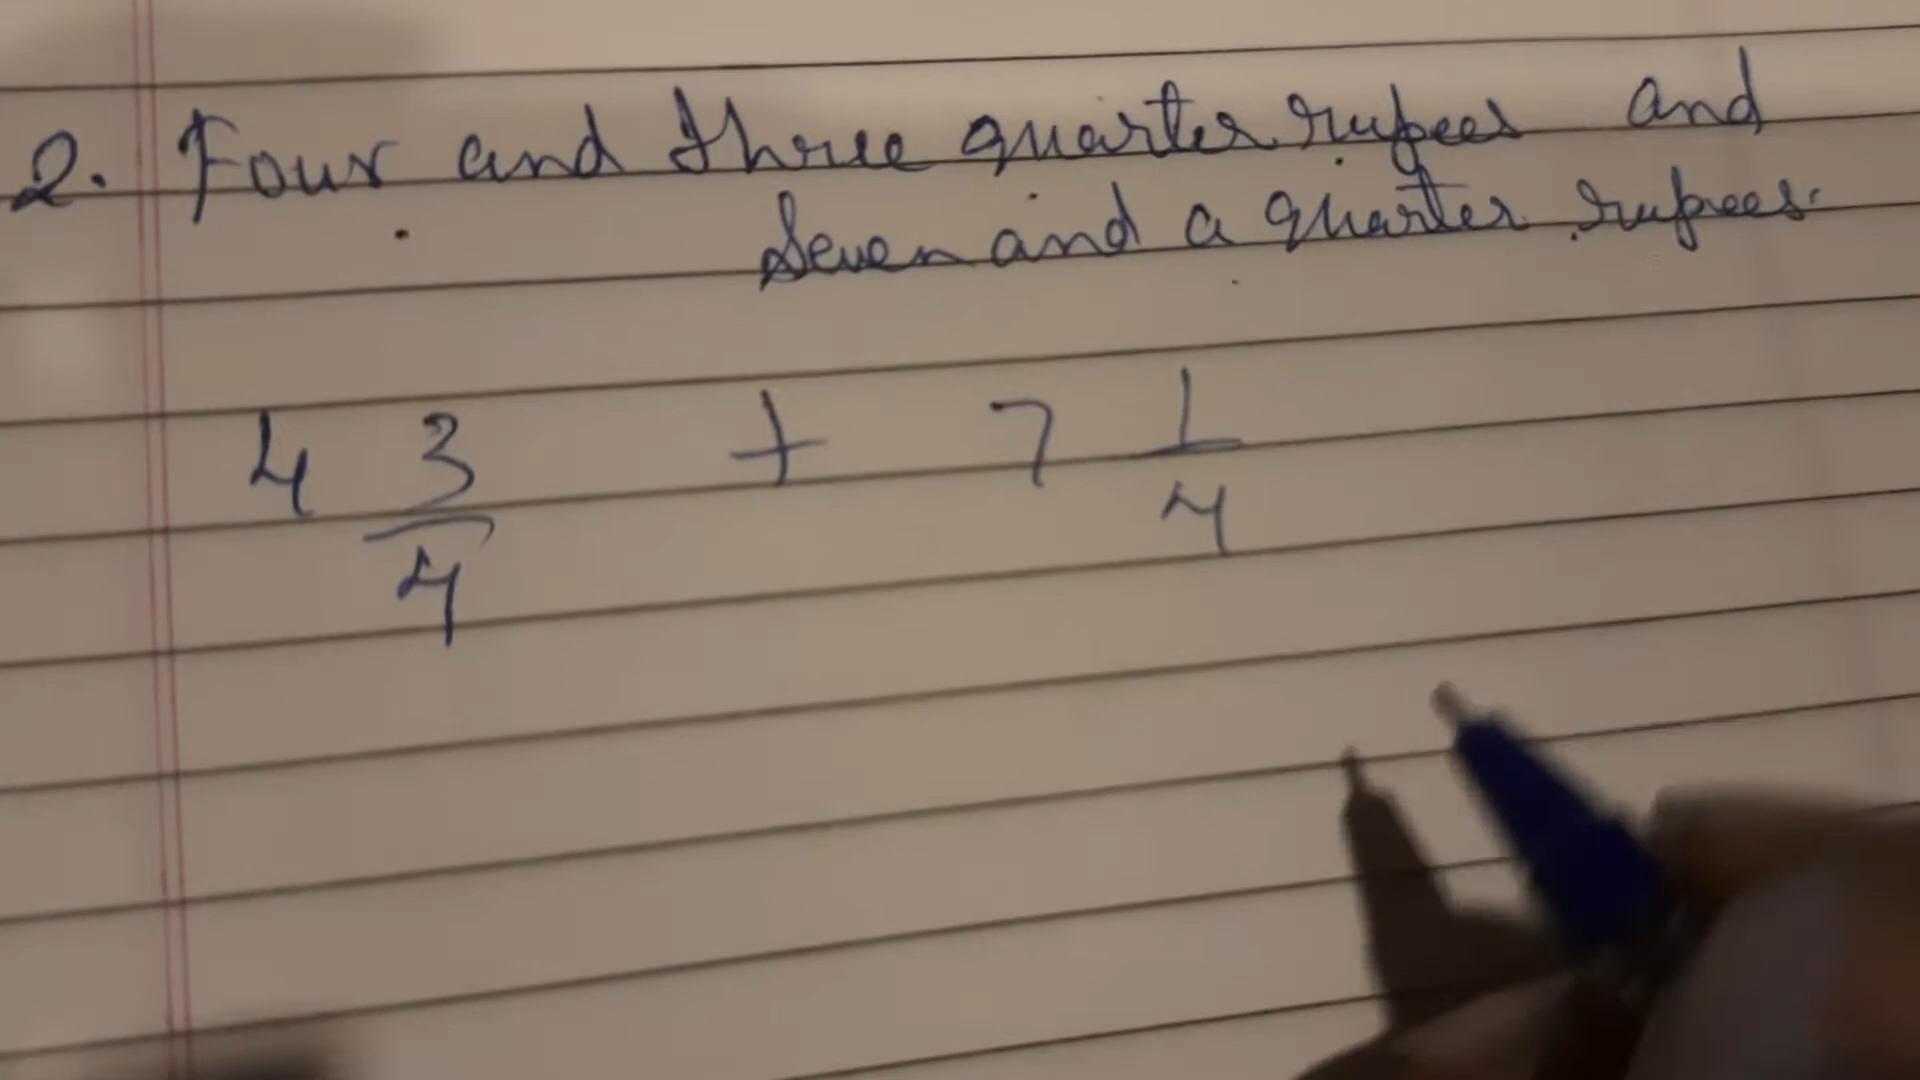 2. Four and three quarter rupees and
Seven and a quarter rupees.
4 3/4 + 7 1/4